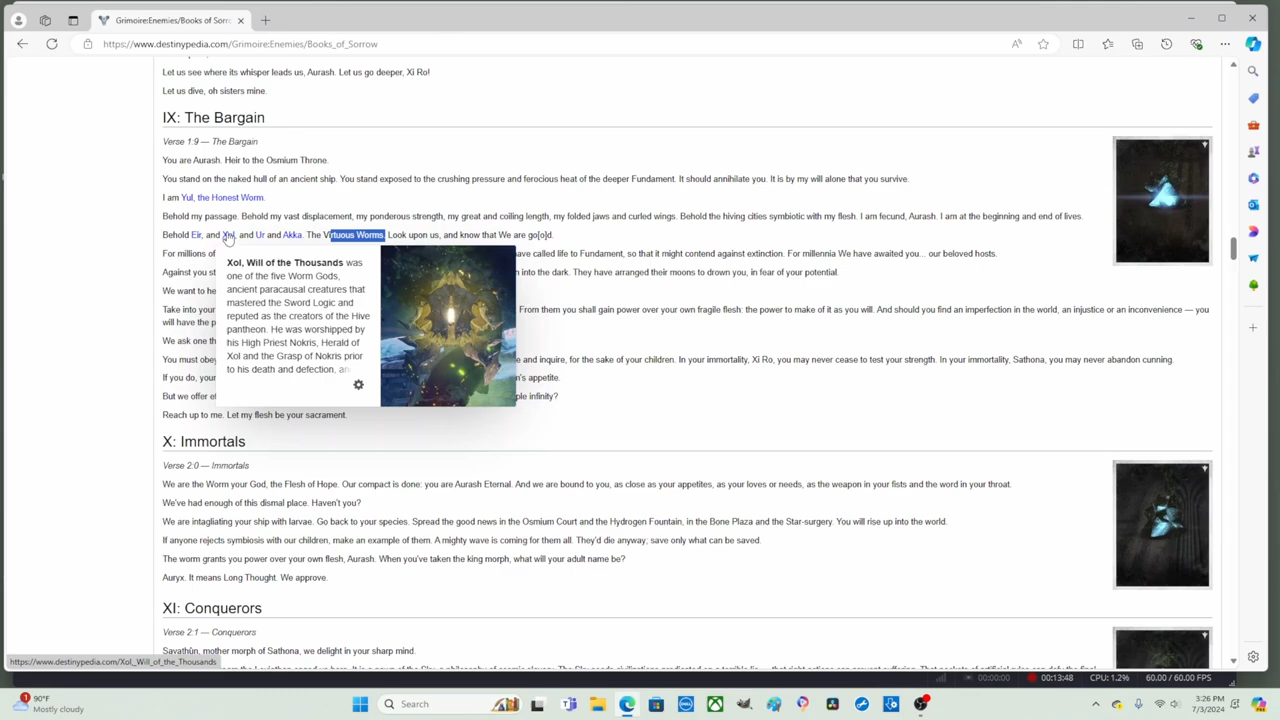 Grimoire:Enemies/Books of Sorrow
https://www.destinypedia.com/Grimoire:Enemies/Books_of_Sorrow
Let us see where its whisper leads us, Aurash. Let us go deeper, Xi Ro!
Let us dive, oh sisters mine.
IX: The Bargain
Verse 1:9 — The Bargain
You are Aurash. Heir to the Osmium Throne.
You stand on the naked hull of an ancient ship. You stand exposed to the crushing pressure and ferocious heat of the deeper Fundament. It should annihilate you. It is by my will alone that you survive.
I am Yul, the Honest Worm.
Behold my passage. Behold my vast displacement, my ponderous strength, my great and coiling length, my folded jaws and curled wings. Behold the hiving cities symbiotic with my flesh. I am fecund, Aurash. I am at the beginning and end of lives.
Behold Eir, and Xol, and Ur and Akka. The Virtuous Worms. Look upon us, and know that We are go[o]d.
For millions of ave called life to Fundament, so that it might contend against extinction. For millennia We have awaited you... our beloved hosts.
Against you st n into the dark. They have arranged their moons to drown you, in fear of your potential.
We want to he
Take into your From them you shall gain power over your own fragile flesh: the power to make of it as you will. And should you find an imperfection in the world, an injustice or an inconvenience — you
will have the p
We ask one th
You must obey e and inquire, for the sake of your children. In your immortality, Xi Ro, you may never cease to test your strength. In your immortality, Sathona, you may never abandon cunning.
If you do, your n's appetite.
But we offer et ple infinity?
Reach up to me. Let my flesh be your sacrament.
Xol, Will of the Thousands was
one of the five Worm Gods,
ancient paracausal creatures that
mastered the Sword Logic and
reputed as the creators of the Hive
pantheon. He was worshipped by
his High Priest Nokris, Herald of
Xol and the Grasp of Nokris prior
to his death and defection, an
X: Immortals
Verse 2:0 — Immortals
We are the Worm your God, the Flesh of Hope. Our compact is done: you are Aurash Eternal. And we are bound to you, as close as your appetites, as your loves or needs, as the weapon in your fists and the word in your throat.
We've had enough of this dismal place. Haven't you?
We are intagliating your ship with larvae. Go back to your species. Spread the good news in the Osmium Court and the Hydrogen Fountain, in the Bone Plaza and the Star-surgery. You will rise up into the world.
If anyone rejects symbiosis with our children, make an example of them. A mighty wave is coming for them all. They'd die anyway; save only what can be saved.
The worm grants you power over your own flesh, Aurash. When you've taken the king morph, what will your adult name be?
Auryx. It means Long Thought. We approve.
XI: Conquerors
Verse 2:1 — Conquerors
Savathûn, mother morph of Sathona, we delight in your sharp mind.
https://www.destinypedia.com/Xol,_Will_of_the_Thousands
00:00:00
00:13:48
CPU: 1.2%
60.00 / 60.00 FPS
1
90°F
Mostly cloudy
Search
3:26 PM
7/3/2024